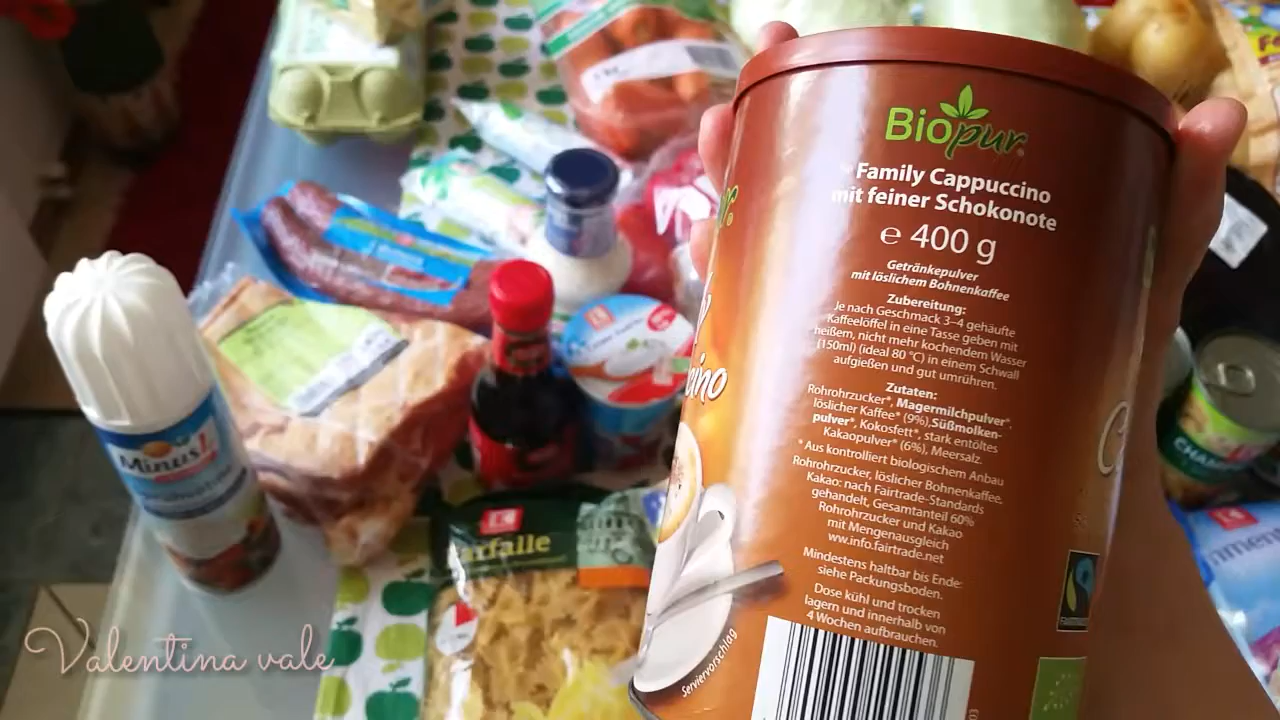 Biopur
Family Cappuccino
mit feiner Schokonote
℮ 400 g
Getränkepulver
mit löslichem Bohnenkaffee
Zubereitung:
Je nach Geschmack 3–4 gehäufte
Kaffeelöffel in eine Tasse geben mit
heißem, nicht mehr kochendem Wasser
(150ml) (ideal 80 °C) in einem Schwall
aufgießen und gut umrühren.
Zutaten:
Rohrohrzucker*, Magermilchpulver*,
löslicher Kaffee* (9%), Süßmolken-
pulver*, Kokosfett*, stark entöltes
Kakaopulver* (6%), Meersalz.
* Aus kontrolliert biologischem Anbau
Rohrohrzucker, löslicher Bohnenkaffee.
Kakao: nach Fairtrade-Standards
gehandelt, Gesamtanteil 60%
Rohrohrzucker und Kakao
mit Mengenausgleich
www.info.fairtrade.net
Mindestens haltbar bis Ende:
siehe Packungsboden.
Dose kühl und trocken
lagern und innerhalb von
4 Wochen aufbrauchen.
Serviervorschlag
FAIRTRADE
Minus L
Farfalle
Valentina vale